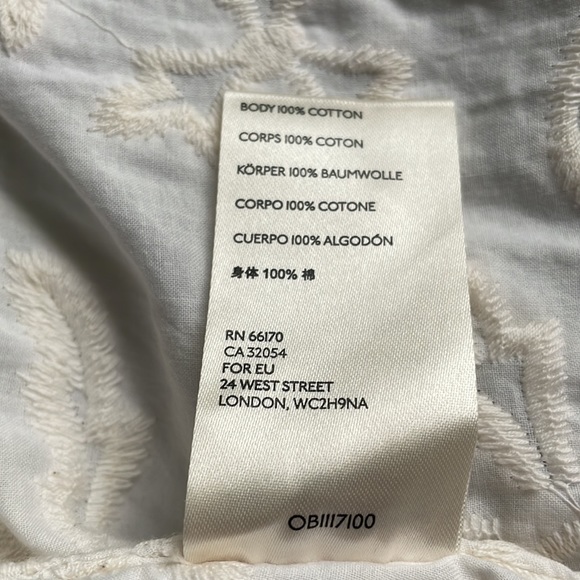 BODY 100% COTTON
CORPS 100% COTON
KÖRPER 100% BAUMWOLLE
CORPO 100% COTONE
CUERPO 100% ALGODÓN
身体 100% 棉
RN 66170
CA 32054
FOR EU
24 WEST STREET
LONDON, WC2H9NA
OB1117100